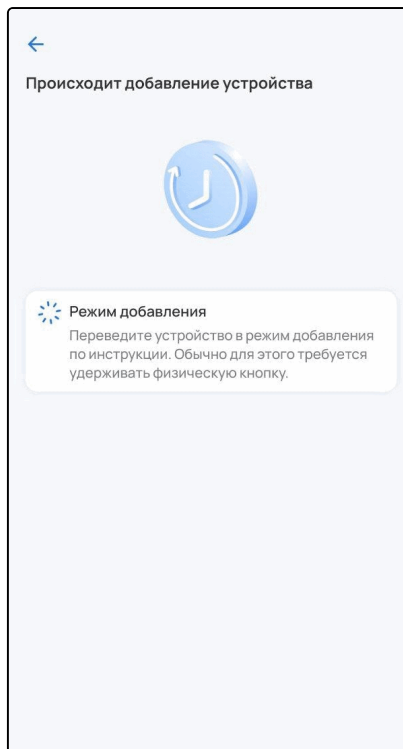 Происходит добавление устройства
Режим добавления
Переведите устройство в режим добавления
по инструкции. Обычно для этого требуется
удерживать физическую кнопку.